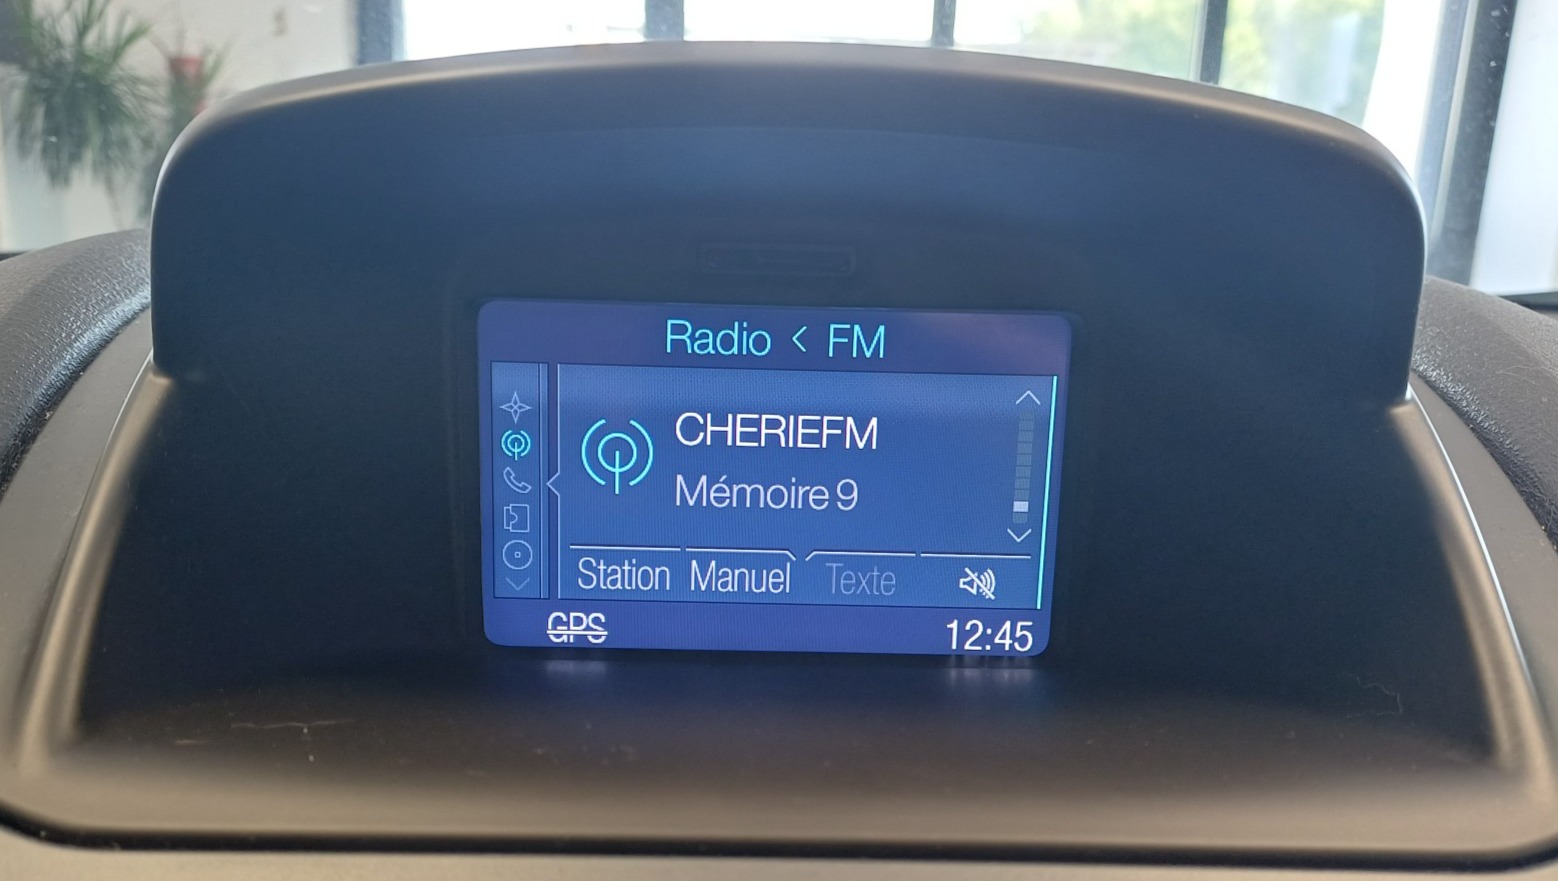 Radio < FM
CHERIEFM
Mémoire 9
Station Manuel Texte
GPS 12:45